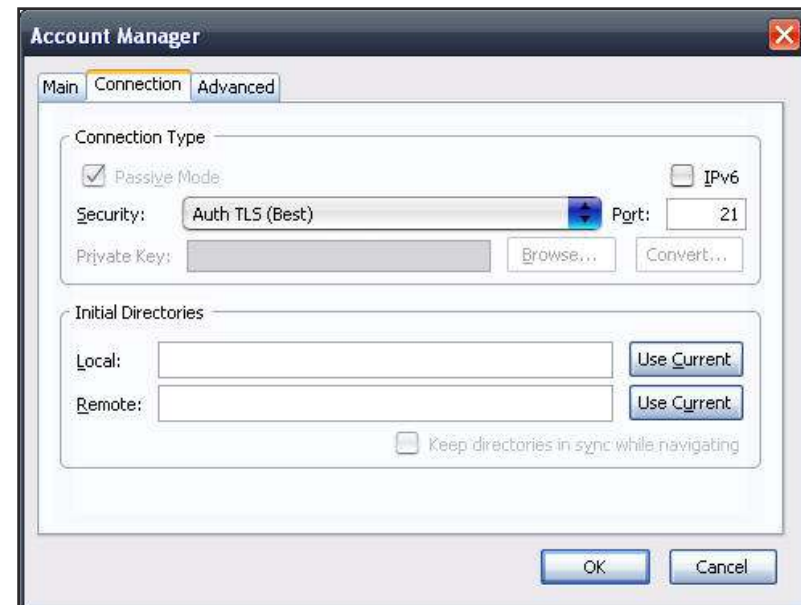 Account Manager
Main Connection Advanced
Connection Type
Passive Mode IPv6
Security: Auth TLS (Best) Port: 21
Private Key: Browse... Convert...
Initial Directories
Local: Use Current
Remote: Use Current
Keep directories in sync while navigating
OK Cancel